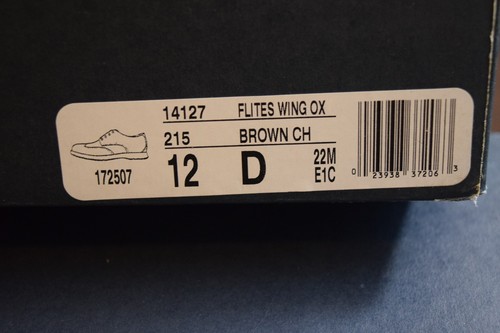 14127 FLITES WING OX
215 BROWN CH
172507 12 D 22M
E1C
0 23938 37206 3